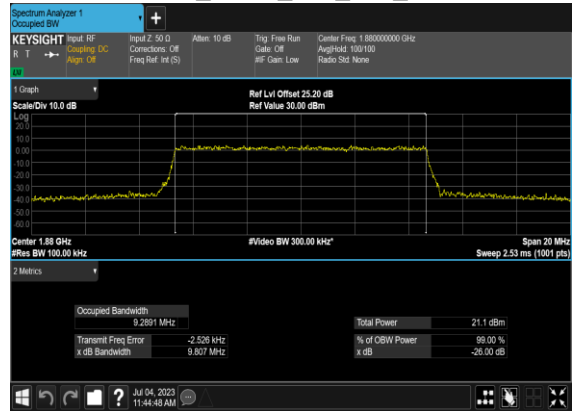 Spectrum Analyzer 1
Occupied BW
+
KEYSIGHT
R T
LW
Input: RF
Coupling: DC
Align: Off
Input Z: 50 Ω
Corrections: Off
Freq Ref: Int (S)
Atten: 10 dB
Trig: Free Run
Gate: Off
#IF Gain: Low
Center Freq: 1.880000000 GHz
Avg|Hold: 100/100
Radio Std: None
1 Graph
Scale/Div 10.0 dB
Ref Lvl Offset 25.20 dB
Ref Value 30.00 dBm
Log
20.0
10.0
0.00
-10.0
-20.0
-30.0
-40.0
-50.0
-60.0
Center 1.88 GHz
#Res BW 100.00 kHz
#Video BW 300.00 kHz*
Span 20 MHz
Sweep 2.53 ms (1001 pts)
2 Metrics
Occupied Bandwidth
9.2891 MHz
Total Power 21.1 dBm
Transmit Freq Error -2.526 kHz
% of OBW Power 99.00 %
x dB Bandwidth 9.807 MHz
x dB -26.00 dB
?
Jul 04, 2023
11:44:48 AM